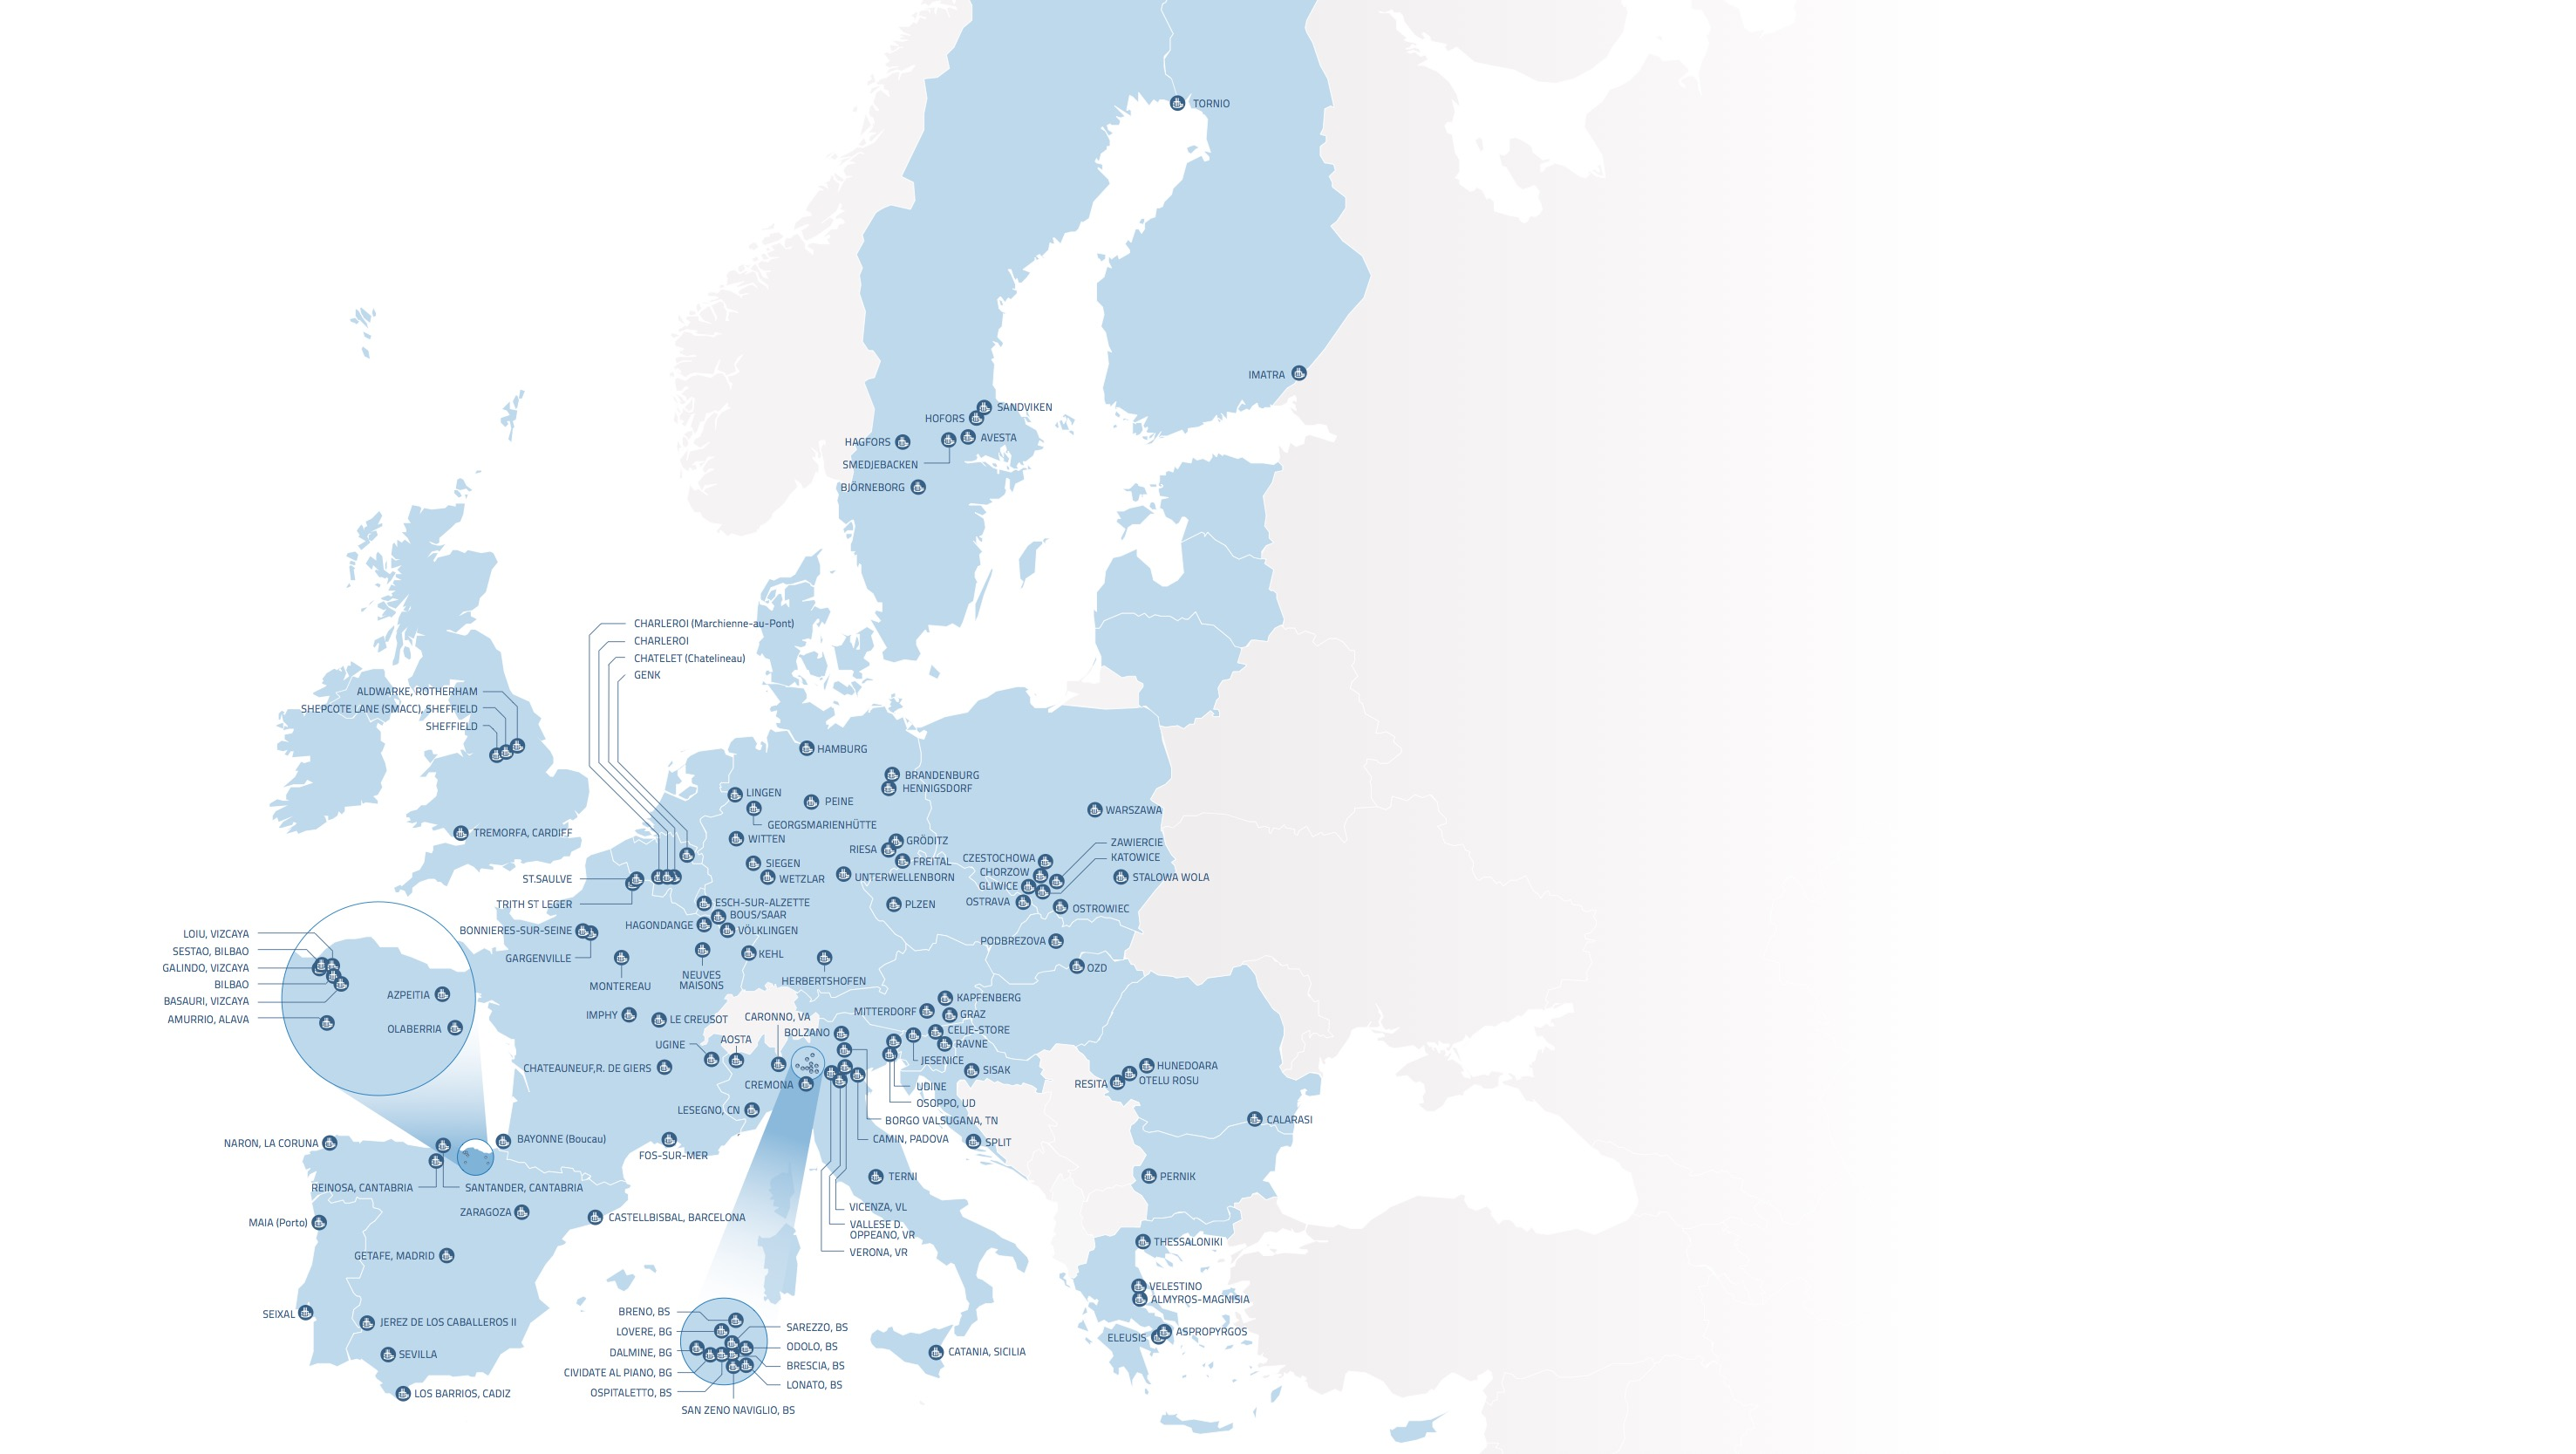 TORNIO
IMATRA
SANDVIKEN
HOFORS
AVESTA
HAGFORS
SMEDJEBACKEN
BJÖRNEBORG
CHARLEROI (Marchienne-au-Pont)
CHARLEROI
CHATELET (Chatelineau)
GENK
ALDWARKE, ROTHERHAM
SHEPCOTE LANE (SMACC), SHEFFIELD
SHEFFIELD
TREMORFA, CARDIFF
HAMBURG
BRANDENBURG
HENNIGSDORF
LINGEN
PEINE
GEORGSMARIENHÜTTE
WITTEN
GRÖDITZ
RIESA
FREITAL
SIEGEN
WETZLAR
UNTERWELLENBORN
WARSZAWA
ZAWIERCIE
KATOWICE
CZESTOCHOWA
CHORZOW
GLIWICE
STALOWA WOLA
OSTRAVA
OSTROWIEC
PLZEN
PODBREZOVA
OZD
ST.SAULVE
TRITH ST LEGER
ESCH-SUR-ALZETTE
BOUS/SAAR
HAGONDANGE
VÖLKLINGEN
BONNIERES-SUR-SEINE
GARGENVILLE
KEHL
MONTEREAU
NEUVES
MAISONS
HERBERTSHOFEN
LOIU, VIZCAYA
SESTAO, BILBAO
GALINDO, VIZCAYA
BILBAO
BASAURI, VIZCAYA
AMURRIO, ALAVA
AZPEITIA
OLABERRIA
IMPHY
LE CREUSOT
CARONNO, VA
BOLZANO
MITTERDORF
KAPFENBERG
GRAZ
CELJE-STORE
RAVNE
JESENICE
SISAK
UGINE
AOSTA
CHATEAUNEUF,R. DE GIERS
CREMONA
UDINE
OSOPPO, UD
BORGO VALSUGANA, TN
CAMIN, PADOVA
SPLIT
LESEGNO, CN
FOS-SUR-MER
HUNEDOARA
OTELU ROSU
RESITA
CALARASI
PERNIK
NARON, LA CORUNA
BAYONNE (Boucau)
REINOSA, CANTABRIA
SANTANDER, CANTABRIA
TERNI
VICENZA, VL
VALLESE D.
OPPEANO, VR
VERONA, VR
ZARAGOZA
CASTELLBISBAL, BARCELONA
MAIA (Porto)
GETAFE, MADRID
THESSALONIKI
VELESTINO
ALMYROS-MAGNISIA
ELEUSIS
ASPROPYRGOS
SEIXAL
JEREZ DE LOS CABALLEROS II
SEVILLA
LOS BARRIOS, CADIZ
BRENO, BS
LOVERE, BG
DALMINE, BG
CIVIDATE AL PIANO, BG
OSPITALETTO, BS
SAN ZENO NAVIGLIO, BS
SAREZZO, BS
ODOLO, BS
BRESCIA, BS
LONATO, BS
CATANIA, SICILIA